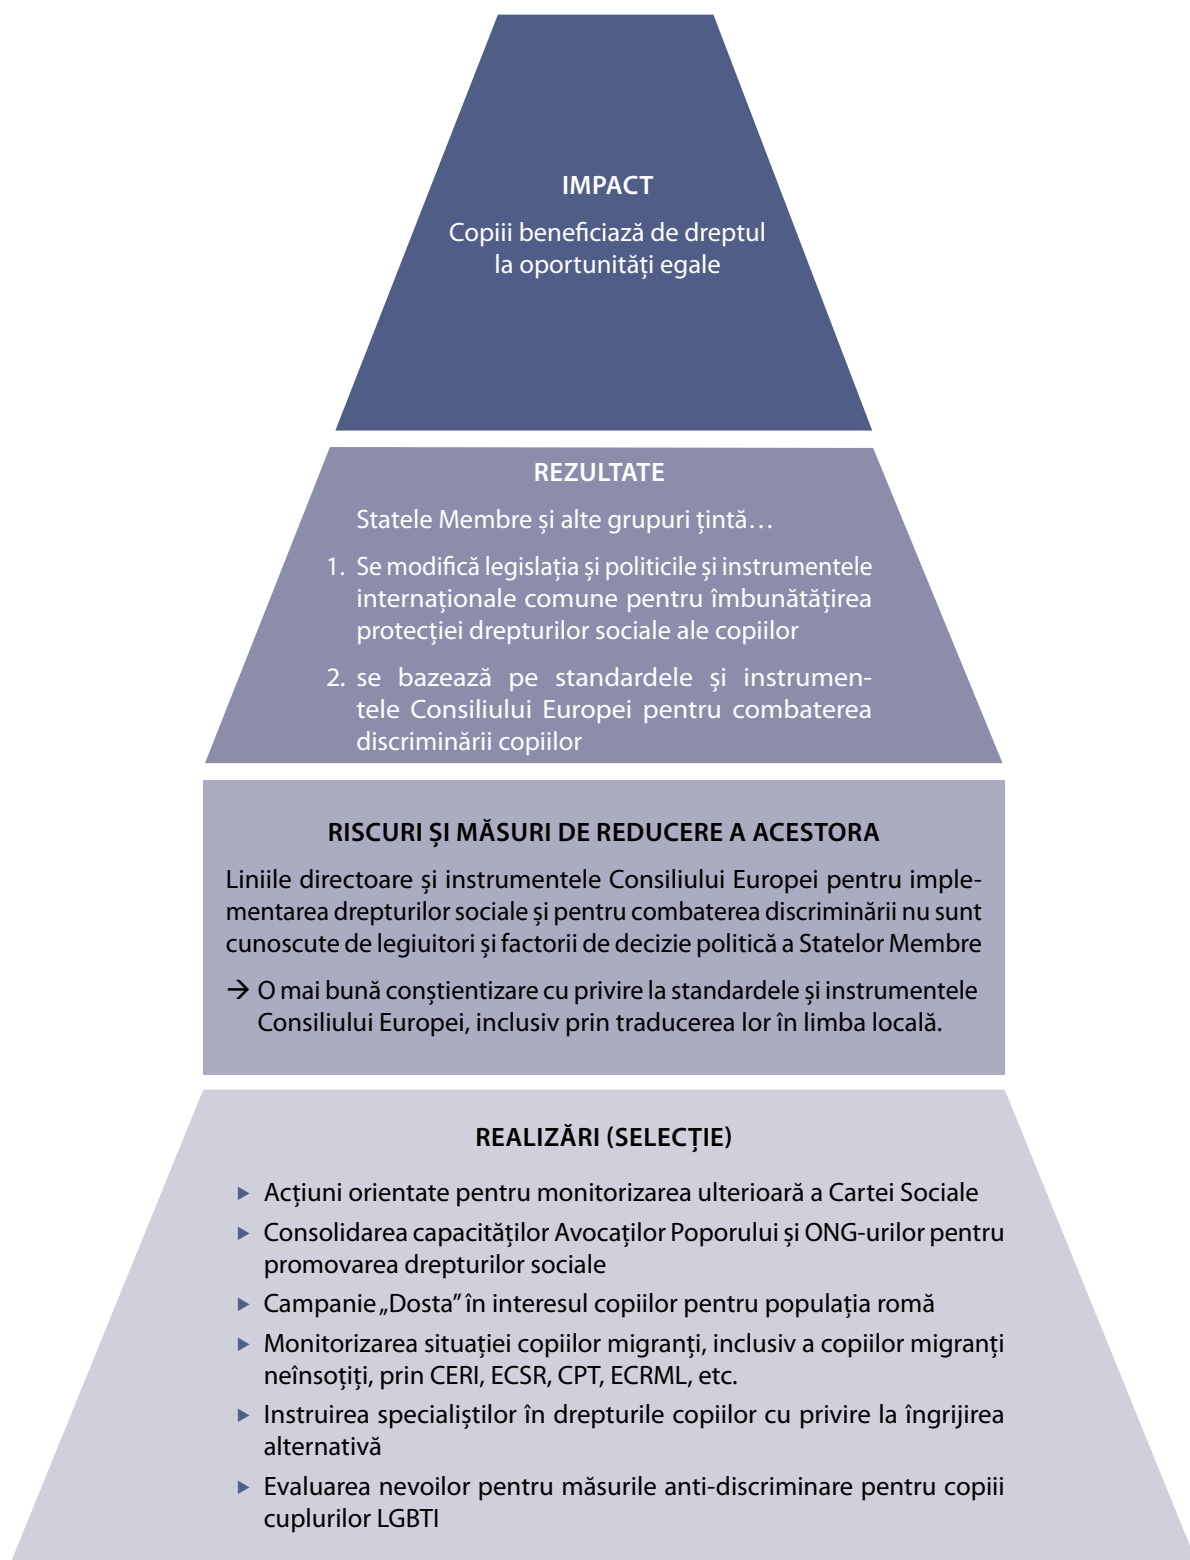 IMPACT
Copiii beneficiază de dreptul
la oportunități egale
REZULTATE
Statele Membre și alte grupuri țintă…
1. Se modifică legislația și politicile și instrumentele
internaționale comune pentru îmbunătățirea
protecției drepturilor sociale ale copiilor
2. se bazează pe standardele și instrumen-
tele Consiliului Europei pentru combaterea
discriminării copiilor
RISCURI ȘI MĂSURI DE REDUCERE A ACESTORA
Liniile directoare și instrumentele Consiliului Europei pentru imple-
mentarea drepturilor sociale și pentru combaterea discriminării nu sunt
cunoscute de legiuitori și factorii de decizie politică a Statelor Membre
→ O mai bună conștientizare cu privire la standardele și instrumentele
Consiliului Europei, inclusiv prin traducerea lor în limba locală.
REALIZĂRI (SELECȚIE)
▶ Acțiuni orientate pentru monitorizarea ulterioară a Cartei Sociale
▶ Consolidarea capacităților Avocaților Poporului și ONG-urilor pentru
promovarea drepturilor sociale
▶ Campanie „Dosta” în interesul copiilor pentru populația romă
▶ Monitorizarea situației copiilor migranți, inclusiv a copiilor migranți
neînsoțiți, prin CERI, ECSR, CPT, ECRML, etc.
▶ Instruirea specialiștilor în drepturile copiilor cu privire la îngrijirea
alternativă
▶ Evaluarea nevoilor pentru măsurile anti-discriminare pentru copiii
cuplurilor LGBTI